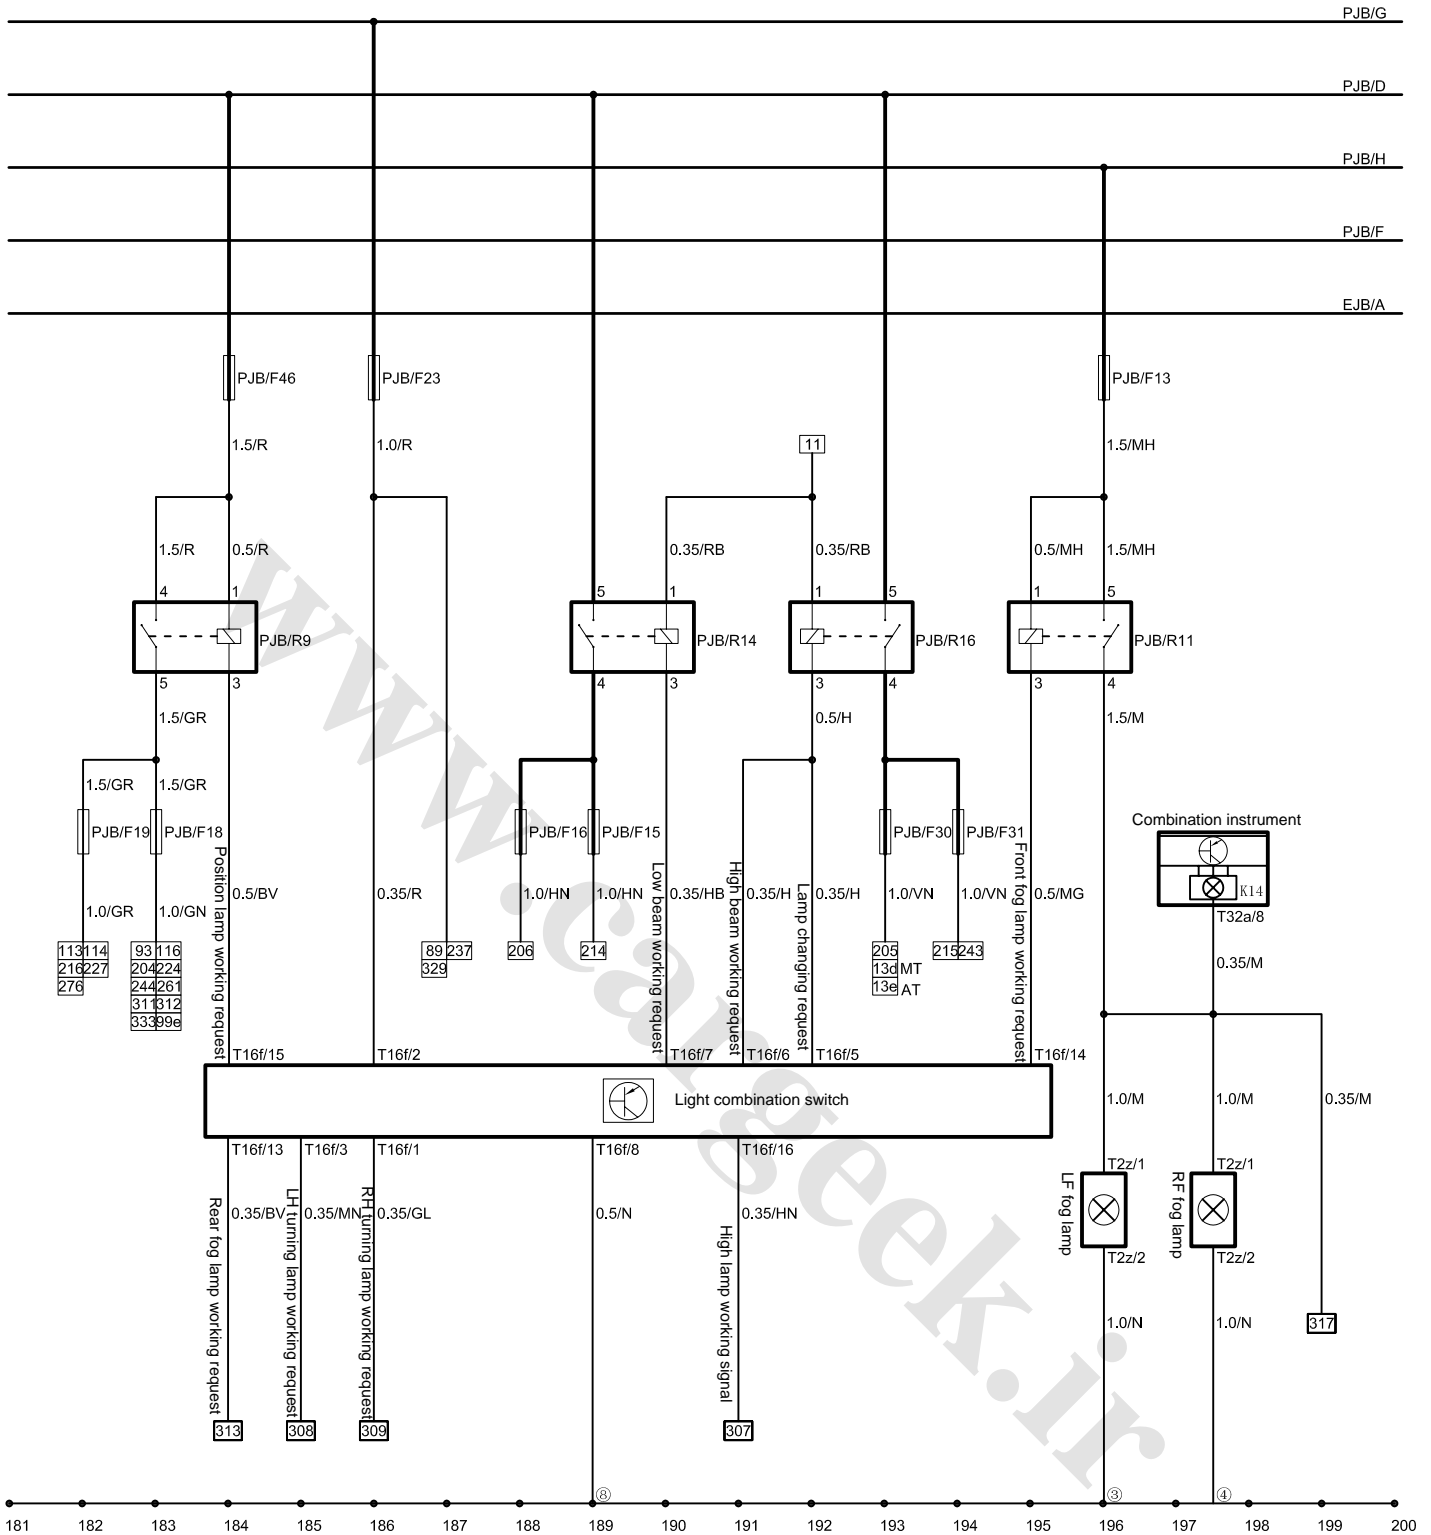 PJB/G
PJB/D
PJB/H
PJB/F
EJB/A
PJB/F46
PJB/F23
PJB/F13
1.5/R
1.0/R
11
1.5/MH
1.5/R
0.5/R
0.35/RB
0.35/RB
0.5/MH
1.5/MH
4
1
5
1
1
5
1
5
PJB/R9
PJB/R14
PJB/R16
PJB/R11
5
3
4
3
3
4
3
4
1.5/GR
0.5/H
1.5/M
1.5/GR
1.5/GR
PJB/F19
PJB/F18
PJB/F16
PJB/F15
PJB/F30
PJB/F31
Combination instrument
K14
T32a/8
Position lamp working request
Low beam working request
High beam working request
Lamp changing request
Front fog lamp working request
0.5/BV
0.35/R
1.0/HN
1.0/HN
0.35/HB
0.35/H
0.35/H
1.0/VN
1.0/VN
0.5/MG
1.0/GR
1.0/GN
0.35/M
113 114
216 227
276
93 116
204 224
244 261
311 312
333 99e
89 237
329
206
214
205
13d MT
13e AT
215 243
T16f/15
T16f/2
T16f/7
T16f/6
T16f/5
T16f/14
Light combination switch
1.0/M
1.0/M
0.35/M
T16f/13
T16f/3
T16f/1
T16f/8
T16f/16
T2z/1
T2z/1
LF fog lamp
RF fog lamp
T2z/2
T2z/2
Rear fog lamp working request
LH turning lamp working request
RH turning lamp working request
High lamp working signal
0.35/BV
0.35/MN
0.35/GL
0.5/N
0.35/HN
1.0/N
1.0/N
317
313
308
309
307
⑧
③
④
181 182 183 184 185 186 187 188 189 190 191 192 193 194 195 196 197 198 199 200
www.cargeek.ir